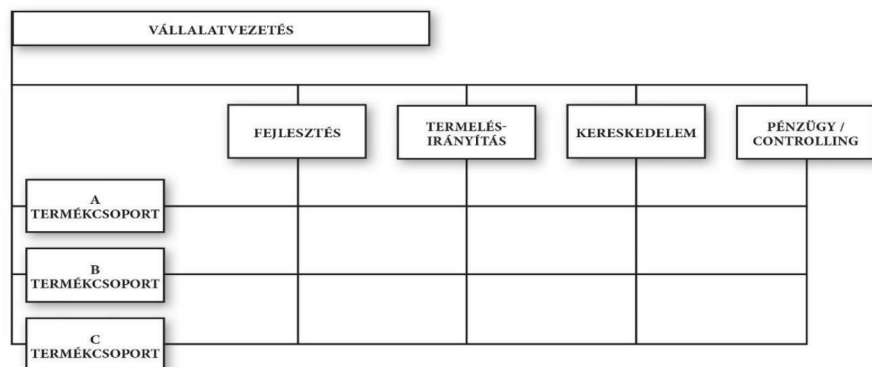 VÁLLALATVEZETÉS
FEJLESZTÉS
TERMELÉS-
IRÁNYÍTÁS
KERESKEDELEM
PÉNZÜGY /
CONTROLLING
A
TERMÉKCSOPORT
B
TERMÉKCSOPORT
C
TERMÉKCSOPORT